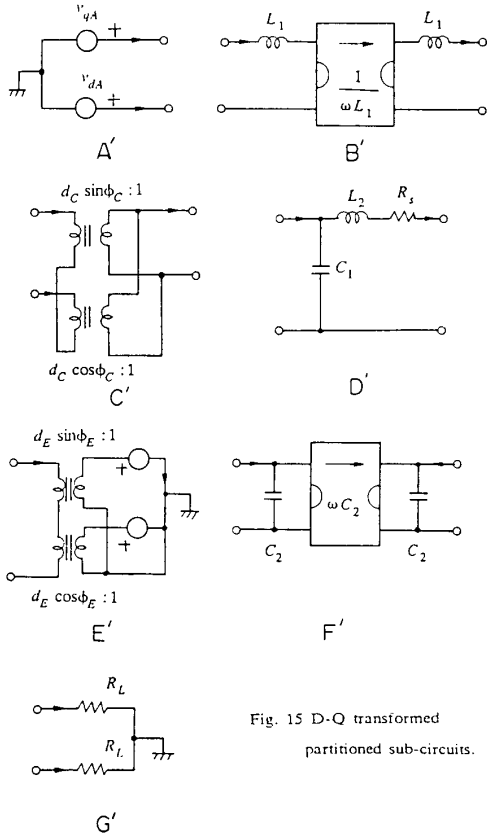 v_qA
+
v_dA
+
A'
L_1
L_1
1
ωL_1
B'
d_C sinϕ_C : 1
d_C cosϕ_C : 1
C'
L_2
R_s
C_1
D'
d_E sinϕ_E : 1
+
+
d_E cosϕ_E : 1
E'
ωC_2
C_2
C_2
F'
R_L
R_L
G'
Fig. 15 D-Q transformed
partitioned sub-circuits.